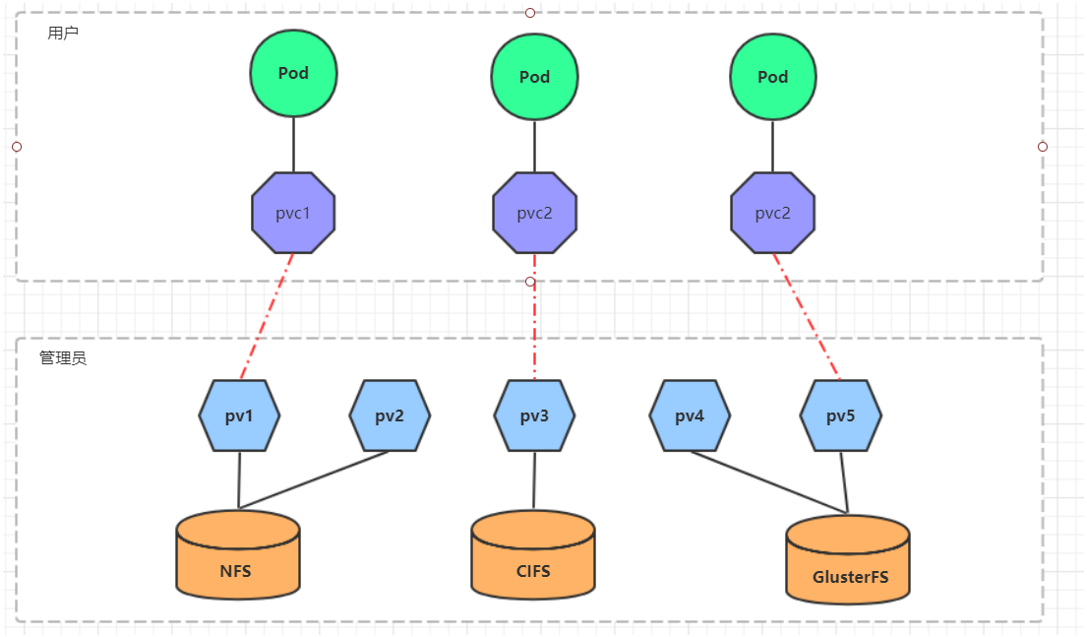 用户
Pod
Pod
Pod
pvc1
pvc2
pvc2
管理员
pv1
pv2
pv3
pv4
pv5
NFS
CIFS
GlusterFS